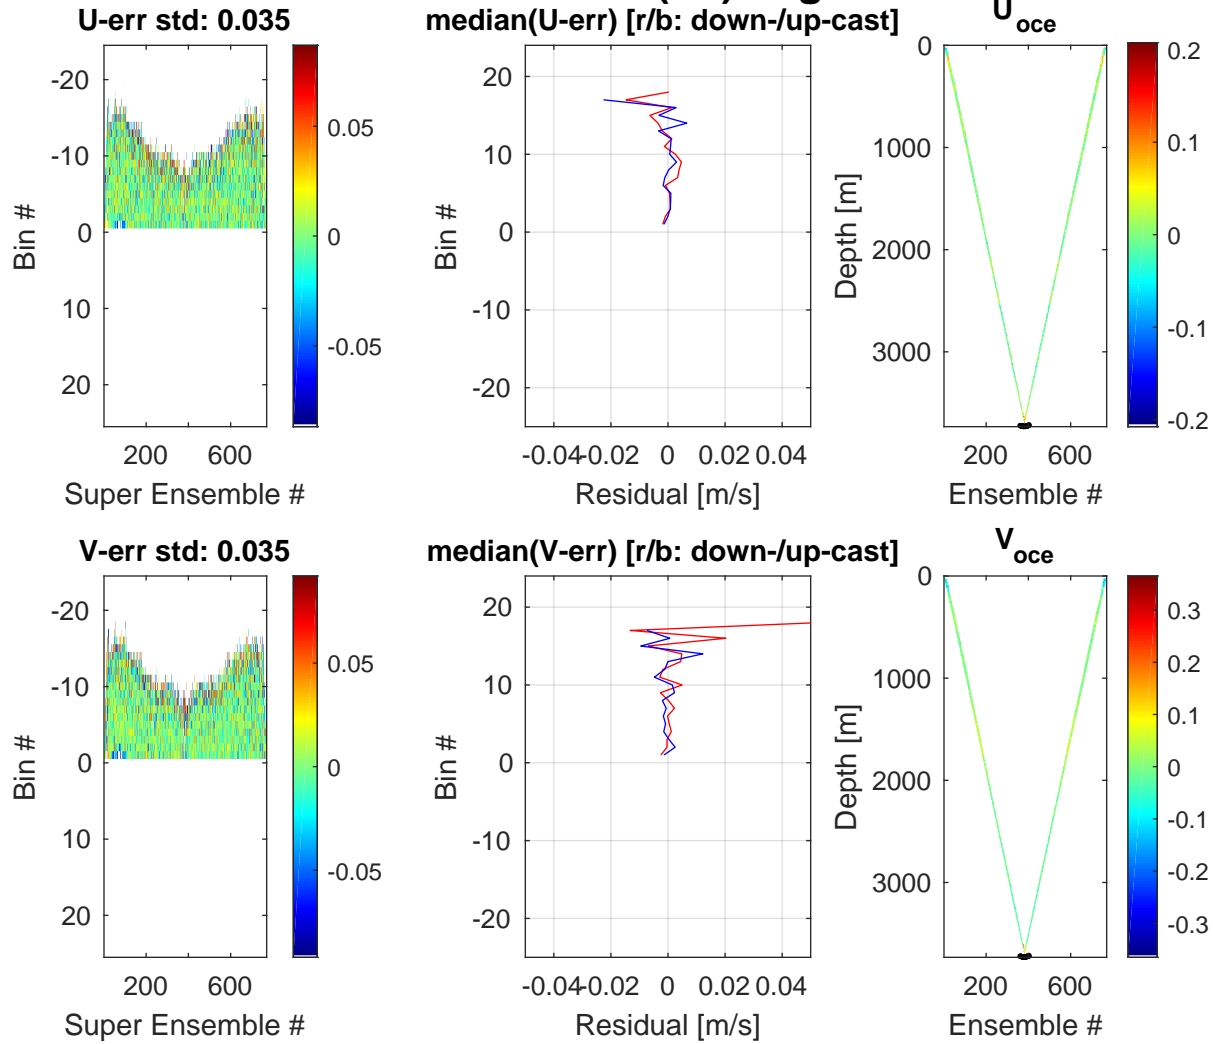 U-err std: 0.035
median(U-err) [r/b: down-/up-cast]
U
oce
-20
-10
0
10
20
Bin #
200 600
Super Ensemble #
0.05
0
-0.05
20
10
0
-10
-20
Bin #
-0.04 -0.02 0 0.02 0.04
Residual [m/s]
0
1000
2000
3000
Depth [m]
200 600
Ensemble #
0.2
0.1
0
-0.1
-0.2
V-err std: 0.035
median(V-err) [r/b: down-/up-cast]
V
oce
-20
-10
0
10
20
Bin #
200 600
Super Ensemble #
0.05
0
-0.05
20
10
0
-10
-20
Bin #
-0.04 -0.02 0 0.02 0.04
Residual [m/s]
0
1000
2000
3000
Depth [m]
200 600
Ensemble #
0.3
0.2
0.1
0
-0.1
-0.2
-0.3